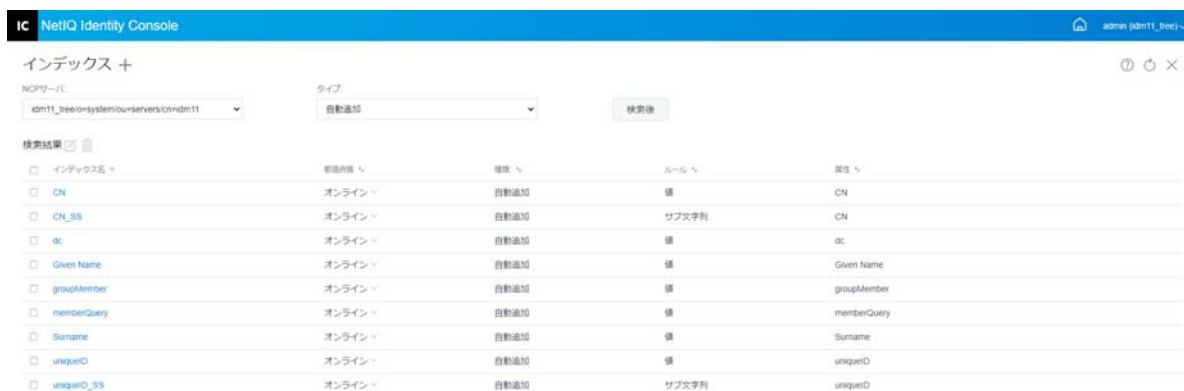 IC NetIQ Identity Console admin (idm11_tree)
インデックス +
NCPサーバ: タイプ:
idm11_tree/o=system/ou=servers/cn=idm11 自動追加 検索後
検索結果
インデックス名 都道府県 種類 ルール 属性
CN オンライン 自動追加 値 CN
CN_SS オンライン 自動追加 サブ文字列 CN
dc オンライン 自動追加 値 dc
Given Name オンライン 自動追加 値 Given Name
groupMember オンライン 自動追加 値 groupMember
memberQuery オンライン 自動追加 値 memberQuery
Surname オンライン 自動追加 値 Surname
uniqueID オンライン 自動追加 値 uniqueID
uniqueID_SS オンライン 自動追加 サブ文字列 uniqueID